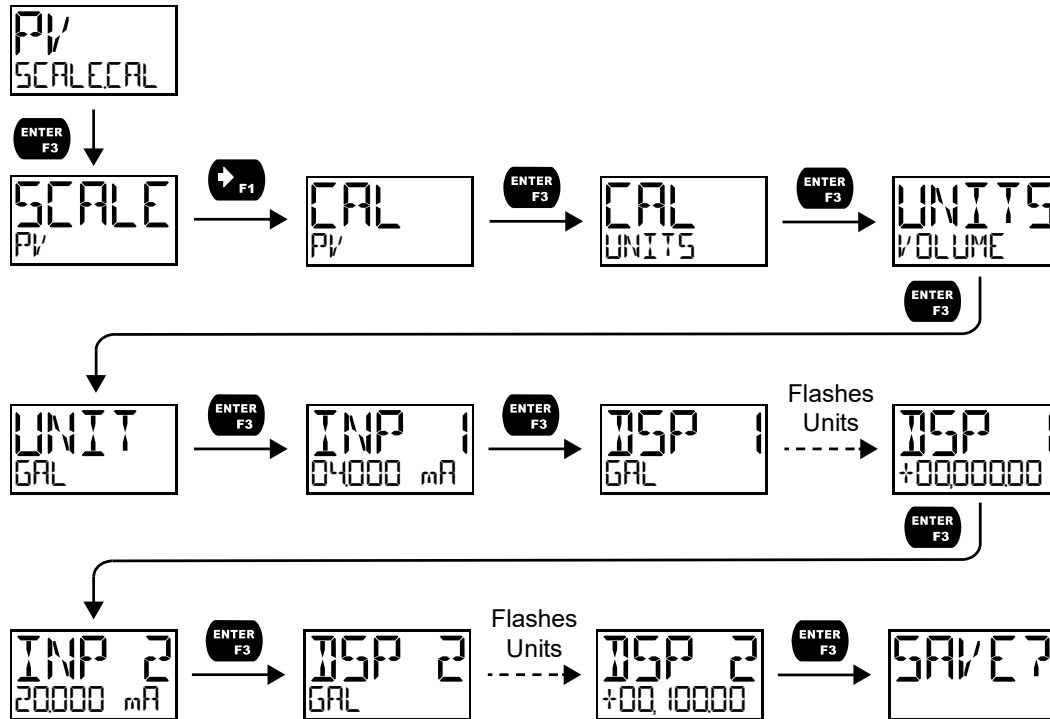 PV
SCALE.CAL
ENTER
F3
F1
ENTER
F3
ENTER
F3
SCALE
PV
CAL
PV
CAL
UNITS
UNITS
VOLUME
ENTER
F3
ENTER
F3
ENTER
F3
Flashes
Units
UNIT
GAL
INP 1
04.000 mA
DSP 1
GAL
DSP 1
+00,000.00
ENTER
F3
ENTER
F3
Flashes
Units
ENTER
F3
INP 2
20.000 mA
DSP 2
GAL
DSP 2
+00,100.00
SAVE?